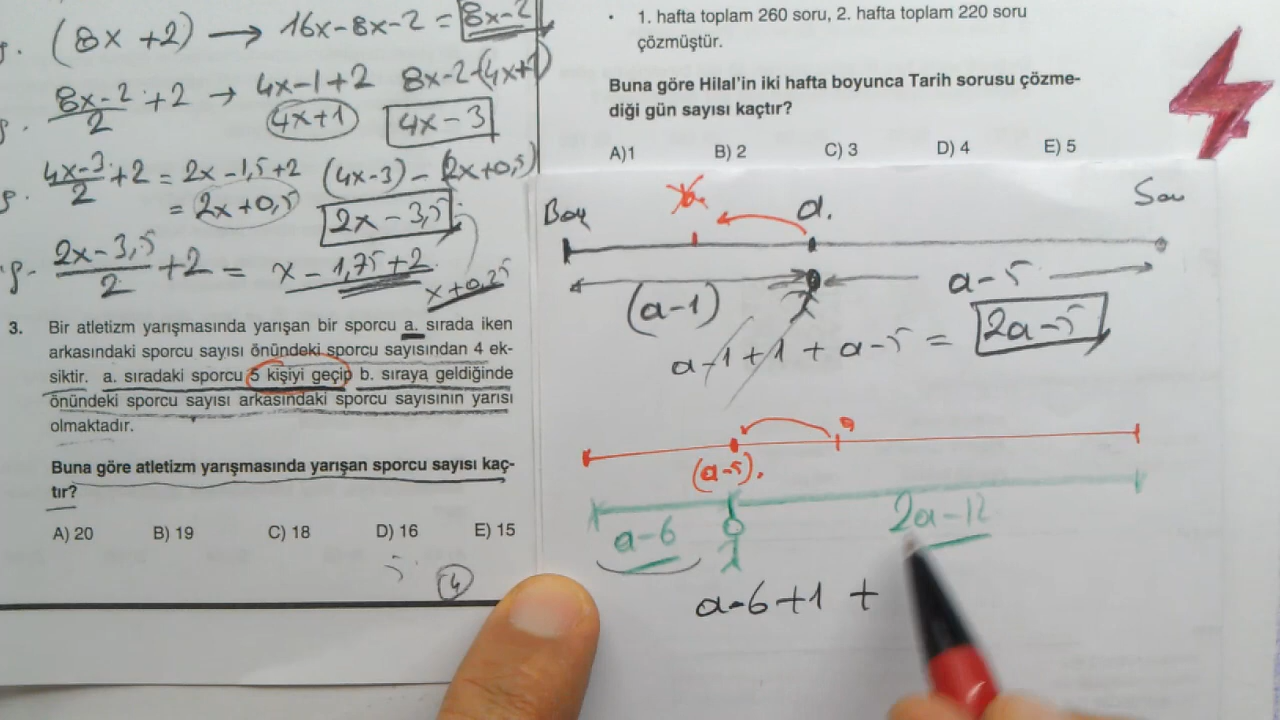 (8x+2) → 16x-8x-2 = 8x-2
8x-2/2 +2 → 4x-1+2 8x-2-(4x+1)
4x+1 4x-3
4x-3/2 +2 = 2x-1,5+2 (4x-3) - (2x+0,5)
= 2x+0,5 2x-3,5
2x-3,5/2 +2 = x-1,75+2
x+0,25
3. Bir atletizm yarışmasında yarışan bir sporcu a. sırada iken
arkasındaki sporcu sayısı önündeki sporcu sayısından 4 ek-
siktir. a. sıradaki sporcu 5 kişiyi geçip b. sıraya geldiğinde
önündeki sporcu sayısı arkasındaki sporcu sayısının yarısı
olmaktadır.
Buna göre atletizm yarışmasında yarışan sporcu sayısı kaç-
tır?
A) 20 B) 19 C) 18 D) 16 E) 15
4
• 1. hafta toplam 260 soru, 2. hafta toplam 220 soru
çözmüştür.
Buna göre Hilal'in iki hafta boyunca Tarih sorusu çözme-
diği gün sayısı kaçtır?
A)1 B) 2 C) 3 D) 4 E) 5
a.
(a-1) a-5
a-1+1+a-5 = 2a-5
(a-5).
a-6 2a-12
a-6+1 +